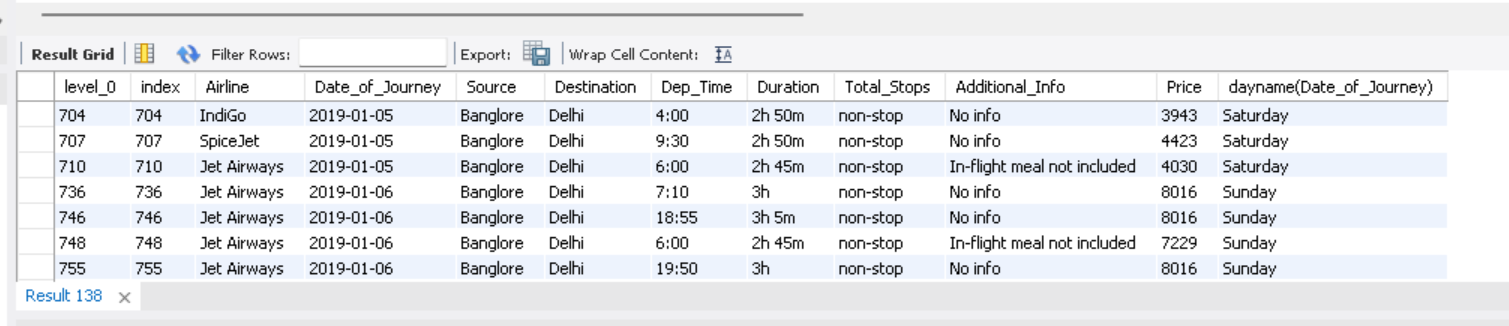 Result Grid Filter Rows: Export: Wrap Cell Content: IA
level_0 index Airline Date_of_Journey Source Destination Dep_Time Duration Total_Stops Additional_Info Price dayname(Date_of_Journey)
704 704 IndiGo 2019-01-05 Banglore Delhi 4:00 2h 50m non-stop No info 3943 Saturday
707 707 SpiceJet 2019-01-05 Banglore Delhi 9:30 2h 50m non-stop No info 4423 Saturday
710 710 Jet Airways 2019-01-05 Banglore Delhi 6:00 2h 45m non-stop In-flight meal not included 4030 Saturday
736 736 Jet Airways 2019-01-06 Banglore Delhi 7:10 3h non-stop No info 8016 Sunday
746 746 Jet Airways 2019-01-06 Banglore Delhi 18:55 3h 5m non-stop No info 8016 Sunday
748 748 Jet Airways 2019-01-06 Banglore Delhi 6:00 2h 45m non-stop In-flight meal not included 7229 Sunday
755 755 Jet Airways 2019-01-06 Banglore Delhi 19:50 3h non-stop No info 8016 Sunday
Result 138